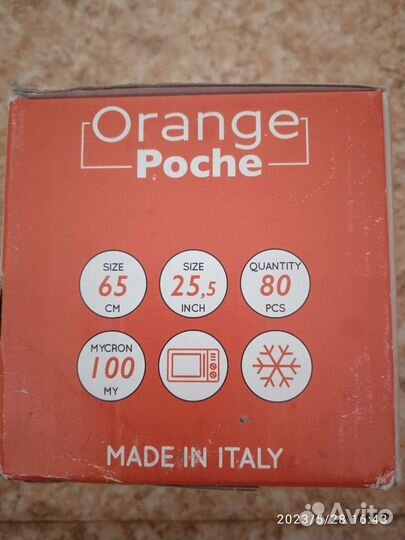 Orange
Poche
SIZE
65
CM
SIZE
25,5
INCH
QUANTITY
80
PCS
MYCRON
100
MY
MADE IN ITALY
Avito
2023/5/28 16:43